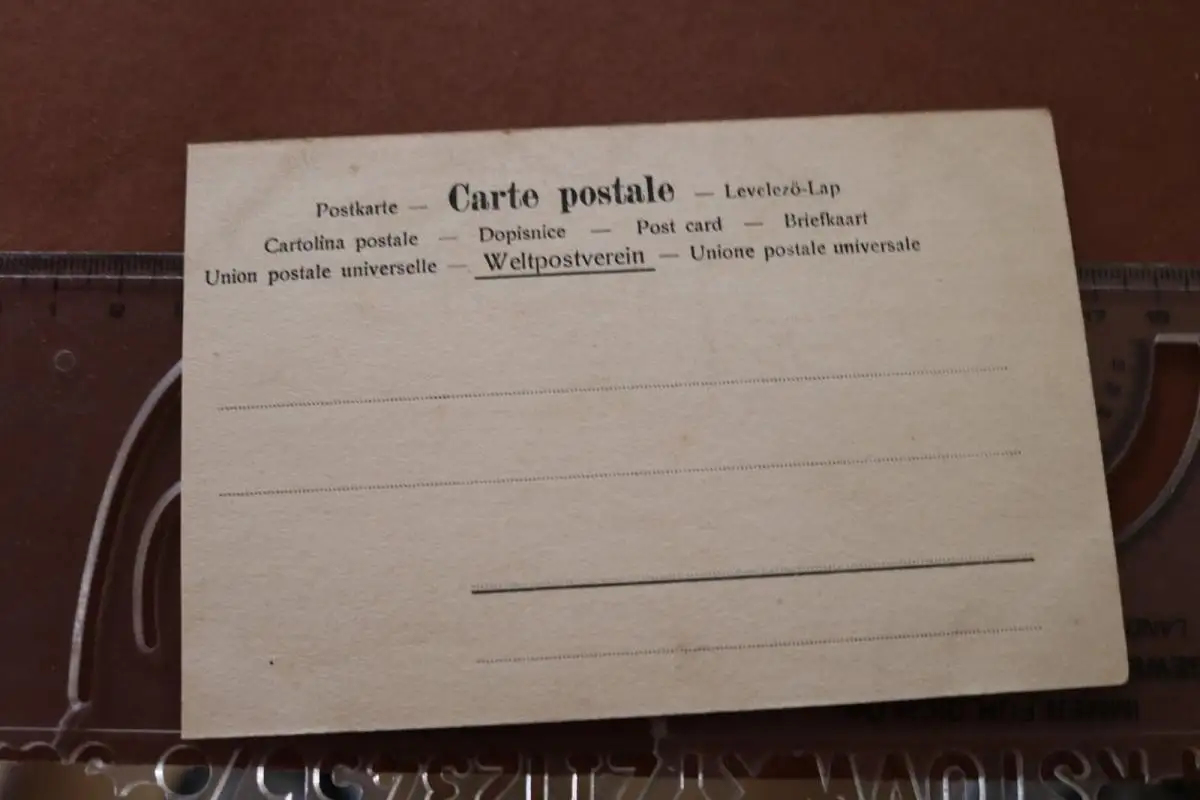 Postkarte — Carte postale — Levelező-Lap
Cartolina postale — Dopisnice — Post card — Briefkaart
Union postale universelle — Weltpostverein — Unione postale universale